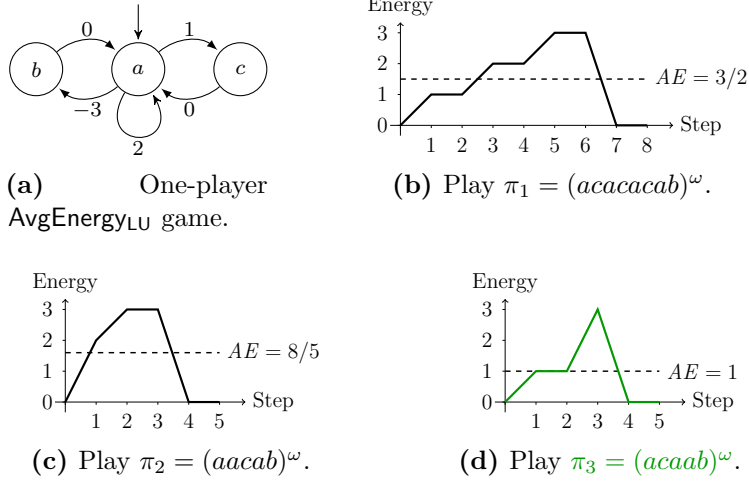 0
1
b
a
c
−3
0
2
(a) One-player
AvgEnergy_LU game.
Energy
3
2
1
0
AE = 3/2
Step
1 2 3 4 5 6 7 8
(b) Play π₁ = (acacacab)^ω.
Energy
3
2
1
0
AE = 8/5
Step
1 2 3 4 5
(c) Play π₂ = (aacab)^ω.
Energy
3
2
1
0
AE = 1
Step
1 2 3 4 5
(d) Play π₃ = (acaab)^ω.